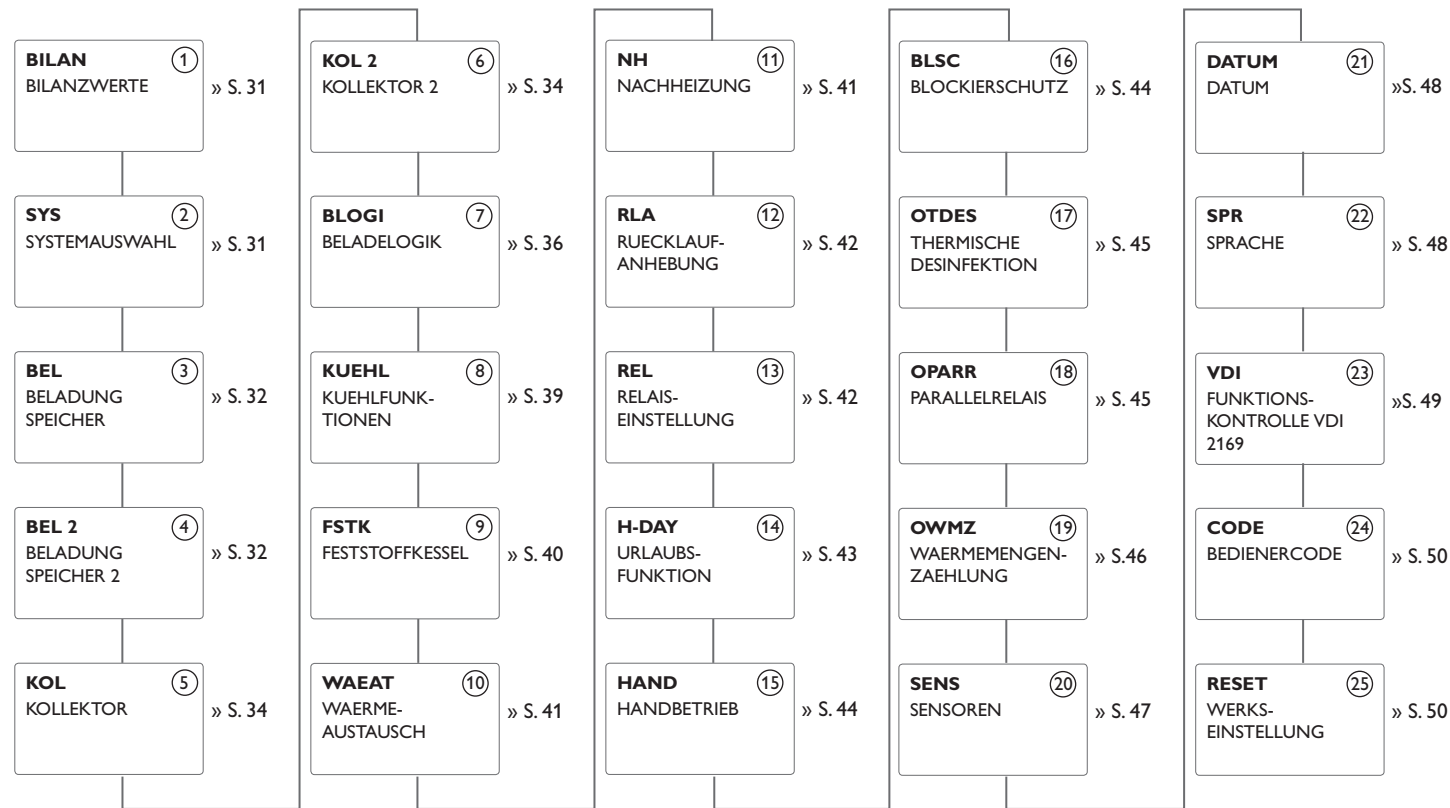 BILAN 1
BILANZWERTE
» S. 31
SYS 2
SYSTEMAUSWAHL
» S. 31
BEL 3
BELADUNG
SPEICHER
» S. 32
BEL 2 4
BELADUNG
SPEICHER 2
» S. 32
KOL 5
KOLLEKTOR
» S. 34
KOL 2 6
KOLLEKTOR 2
» S. 34
BLOGI 7
BELADELOGIK
» S. 36
KUEHL 8
KUEHLFUNK-
TIONEN
» S. 39
FSTK 9
FESTSTOFFKESSEL
» S. 40
WAEAT 10
WAERME-
AUSTAUSCH
» S. 41
NH 11
NACHHEIZUNG
» S. 41
RLA 12
RUECKLAUF-
ANHEBUNG
» S. 42
REL 13
RELAIS-
EINSTELLUNG
» S. 42
H-DAY 14
URLAUBS-
FUNKTION
» S. 43
HAND 15
HANDBETRIEB
» S. 44
BLSC 16
BLOCKIERSCHUTZ
» S. 44
OTDES 17
THERMISCHE
DESINFEKTION
» S. 45
OPARR 18
PARALLELRELAIS
» S. 45
OWMZ 19
WAERMEMENGEN-
ZAEHLUNG
» S.46
SENS 20
SENSOREN
» S. 47
DATUM 21
DATUM
»S. 48
SPR 22
SPRACHE
» S. 48
VDI 23
FUNKTIONS-
KONTROLLE VDI
2169
»S. 49
CODE 24
BEDIENERCODE
» S. 50
RESET 25
WERKS-
EINSTELLUNG
» S. 50